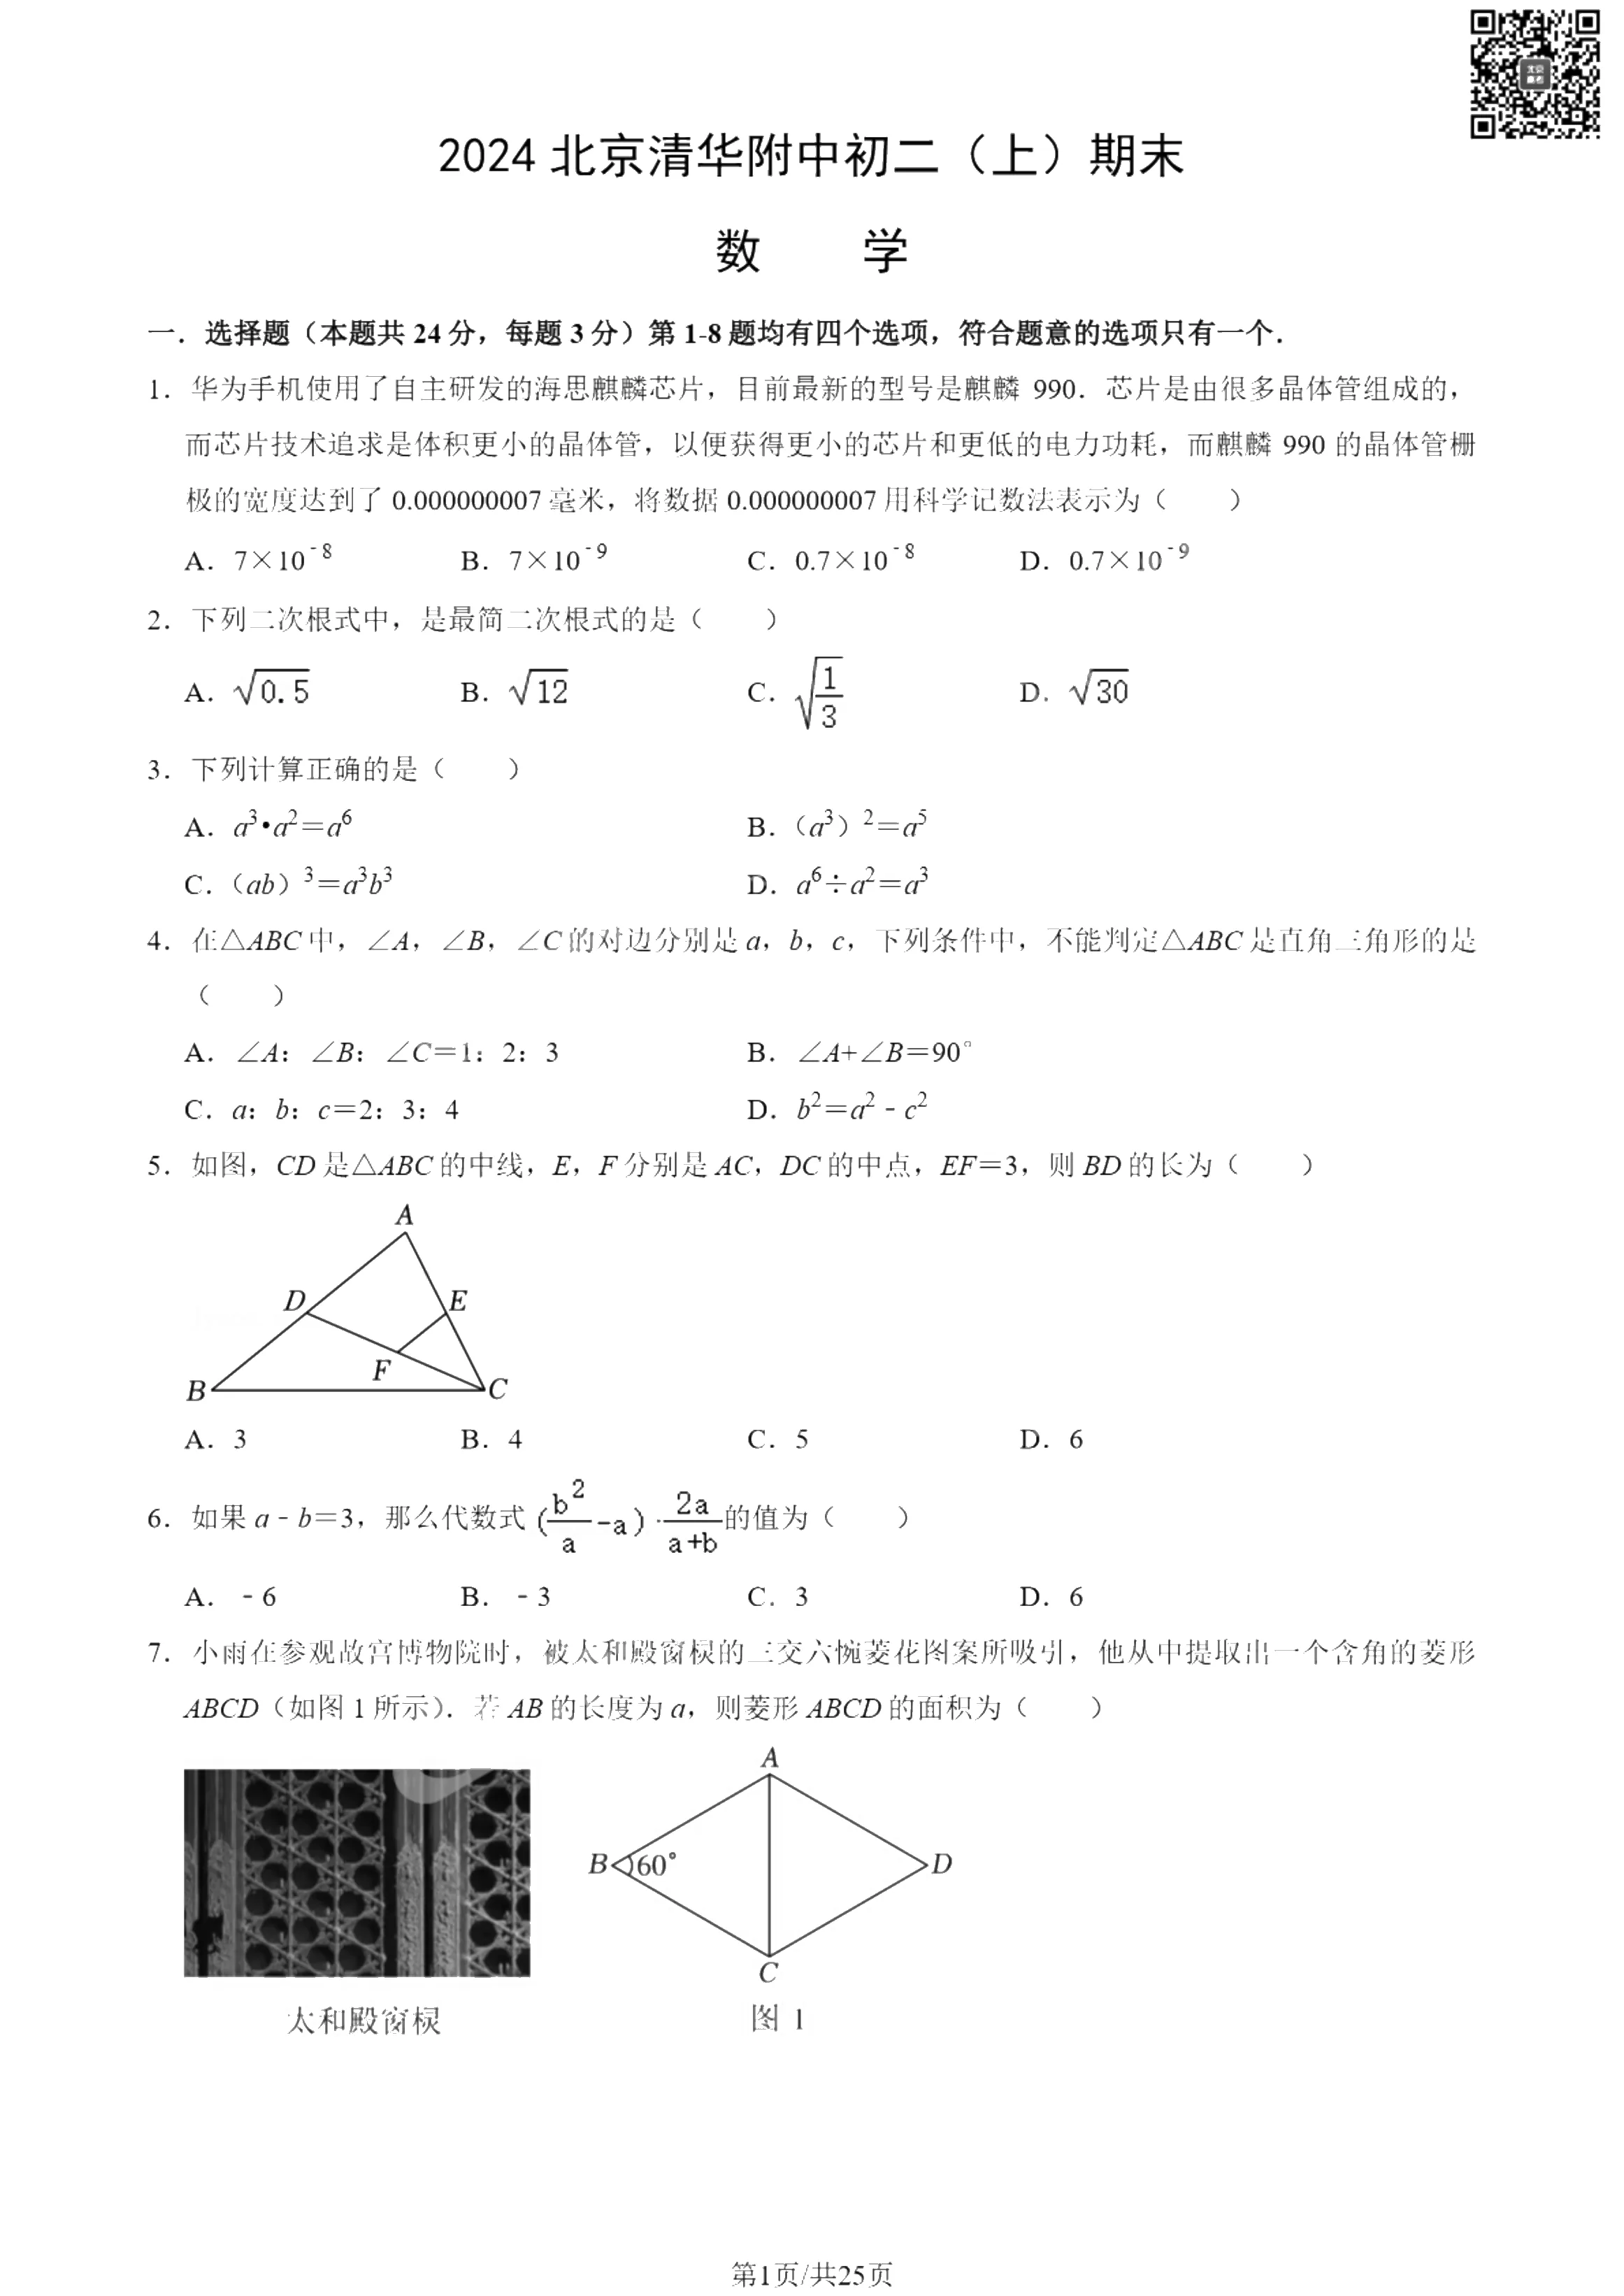 2024 北京清华附中初二（上）期末
数 学
一．选择题（本题共 24 分，每题 3 分）第 1-8 题均有四个选项，符合题意的选项只有一个．
1．华为手机使用了自主研发的海思麒麟芯片，目前最新的型号是麒麟 990．芯片是由很多晶体管组成的，
而芯片技术追求是体积更小的晶体管，以便获得更小的芯片和更低的电力功耗，而麒麟 990 的晶体管栅
极的宽度达到了 0.000000007 毫米，将数据 0.000000007 用科学记数法表示为（　　）
A．7×10⁻⁸ B．7×10⁻⁹ C．0.7×10⁻⁸ D．0.7×10⁻⁹
2．下列二次根式中，是最简二次根式的是（　　）
A．√0.5 B．√12 C．√(1/3) D．√30
3．下列计算正确的是（　　）
A．a³•a²＝a⁶ B．（a³）²＝a⁵
C．（ab）³＝a³b³ D．a⁶÷a²＝a³
4．在△ABC 中，∠A，∠B，∠C 的对边分别是 a，b，c，下列条件中，不能判定△ABC 是直角三角形的是
（　　）
A．∠A：∠B：∠C＝1：2：3 B．∠A+∠B＝90°
C．a：b：c＝2：3：4 D．b²＝a²﹣c²
5．如图，CD 是△ABC 的中线，E，F 分别是 AC，DC 的中点，EF＝3，则 BD 的长为（　　）
A
D E
F
B C
A．3 B．4 C．5 D．6
6．如果 a﹣b＝3，那么代数式 (b²/a-a)·2a/(a+b) 的值为（　　）
A．﹣6 B．﹣3 C．3 D．6
7．小雨在参观故宫博物院时，被太和殿窗棂的三交六惋菱花图案所吸引，他从中提取出一个含角的菱形
ABCD（如图 1 所示）．若 AB 的长度为 a，则菱形 ABCD 的面积为（　　）
A
B 60° D
C
太和殿窗棂 图 1
第1页/共25页